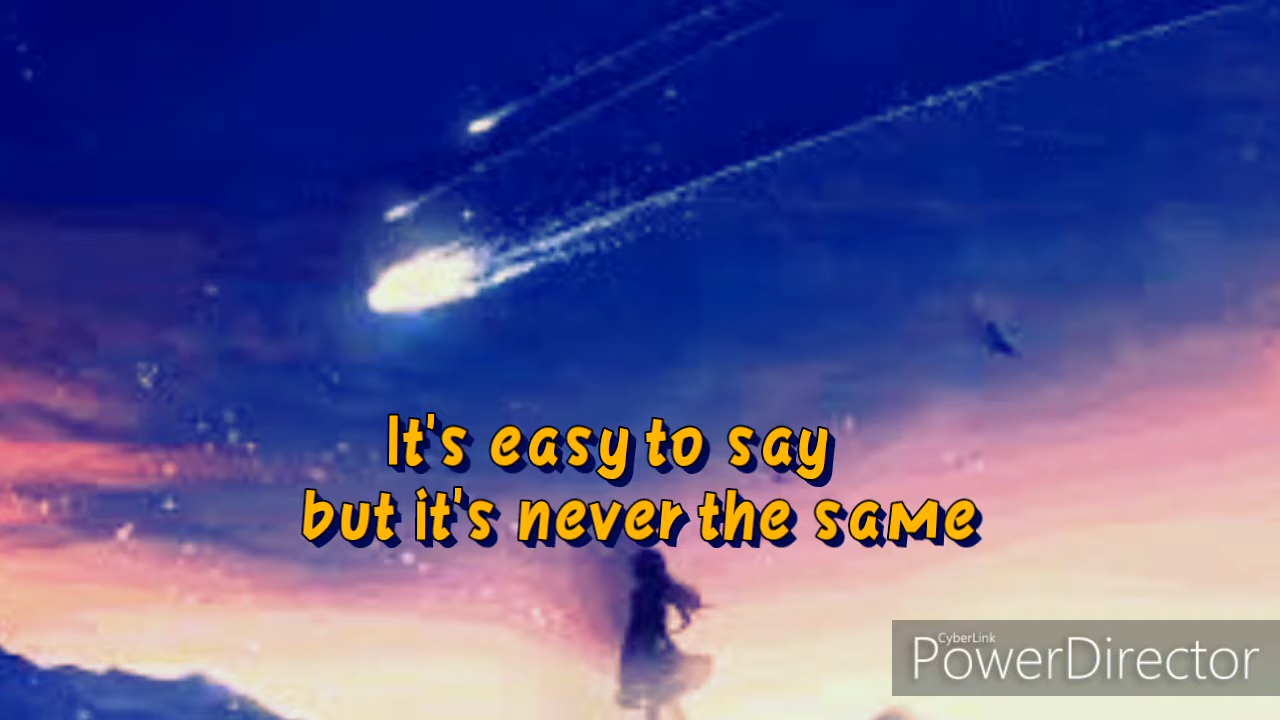 It's easy to say
but it's never the same
CyberLink
PowerDirector